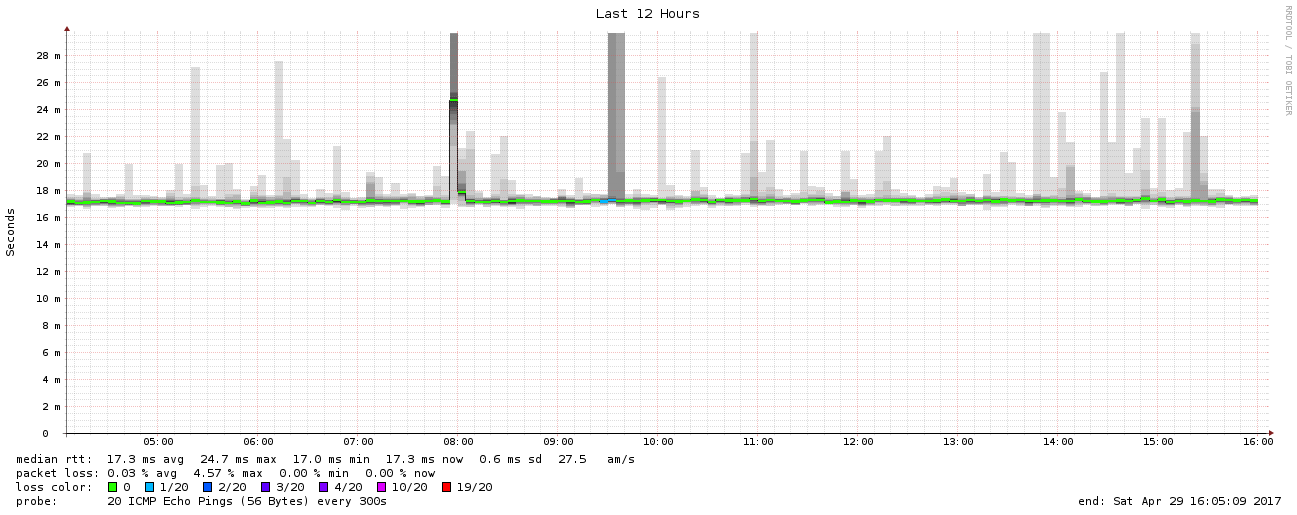 Last 12 Hours
RRDTOOL / TOBI OETIKER
Seconds
28 m
26 m
24 m
22 m
20 m
18 m
16 m
14 m
12 m
10 m
8 m
6 m
4 m
2 m
0
05:00 06:00 07:00 08:00 09:00 10:00 11:00 12:00 13:00 14:00 15:00 16:00
median rtt: 17.3 ms avg 24.7 ms max 17.0 ms min 17.3 ms now 0.6 ms sd 27.5 am/s
packet loss: 0.03 % avg 4.57 % max 0.00 % min 0.00 % now
loss color: 0 1/20 2/20 3/20 4/20 10/20 19/20
probe: 20 ICMP Echo Pings (56 Bytes) every 300s end: Sat Apr 29 16:05:09 2017